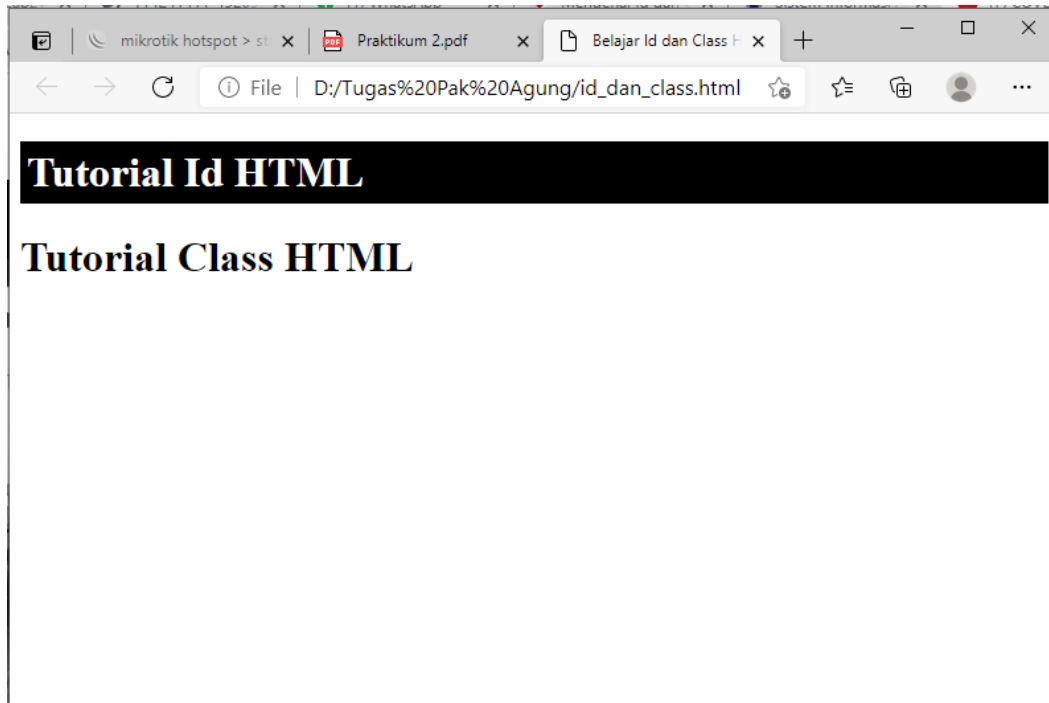 mikrotik hotspot > st
Praktikum 2.pdf
Belajar Id dan Class H
File
D:/Tugas%20Pak%20Agung/id_dan_class.html
Tutorial Id HTML
Tutorial Class HTML